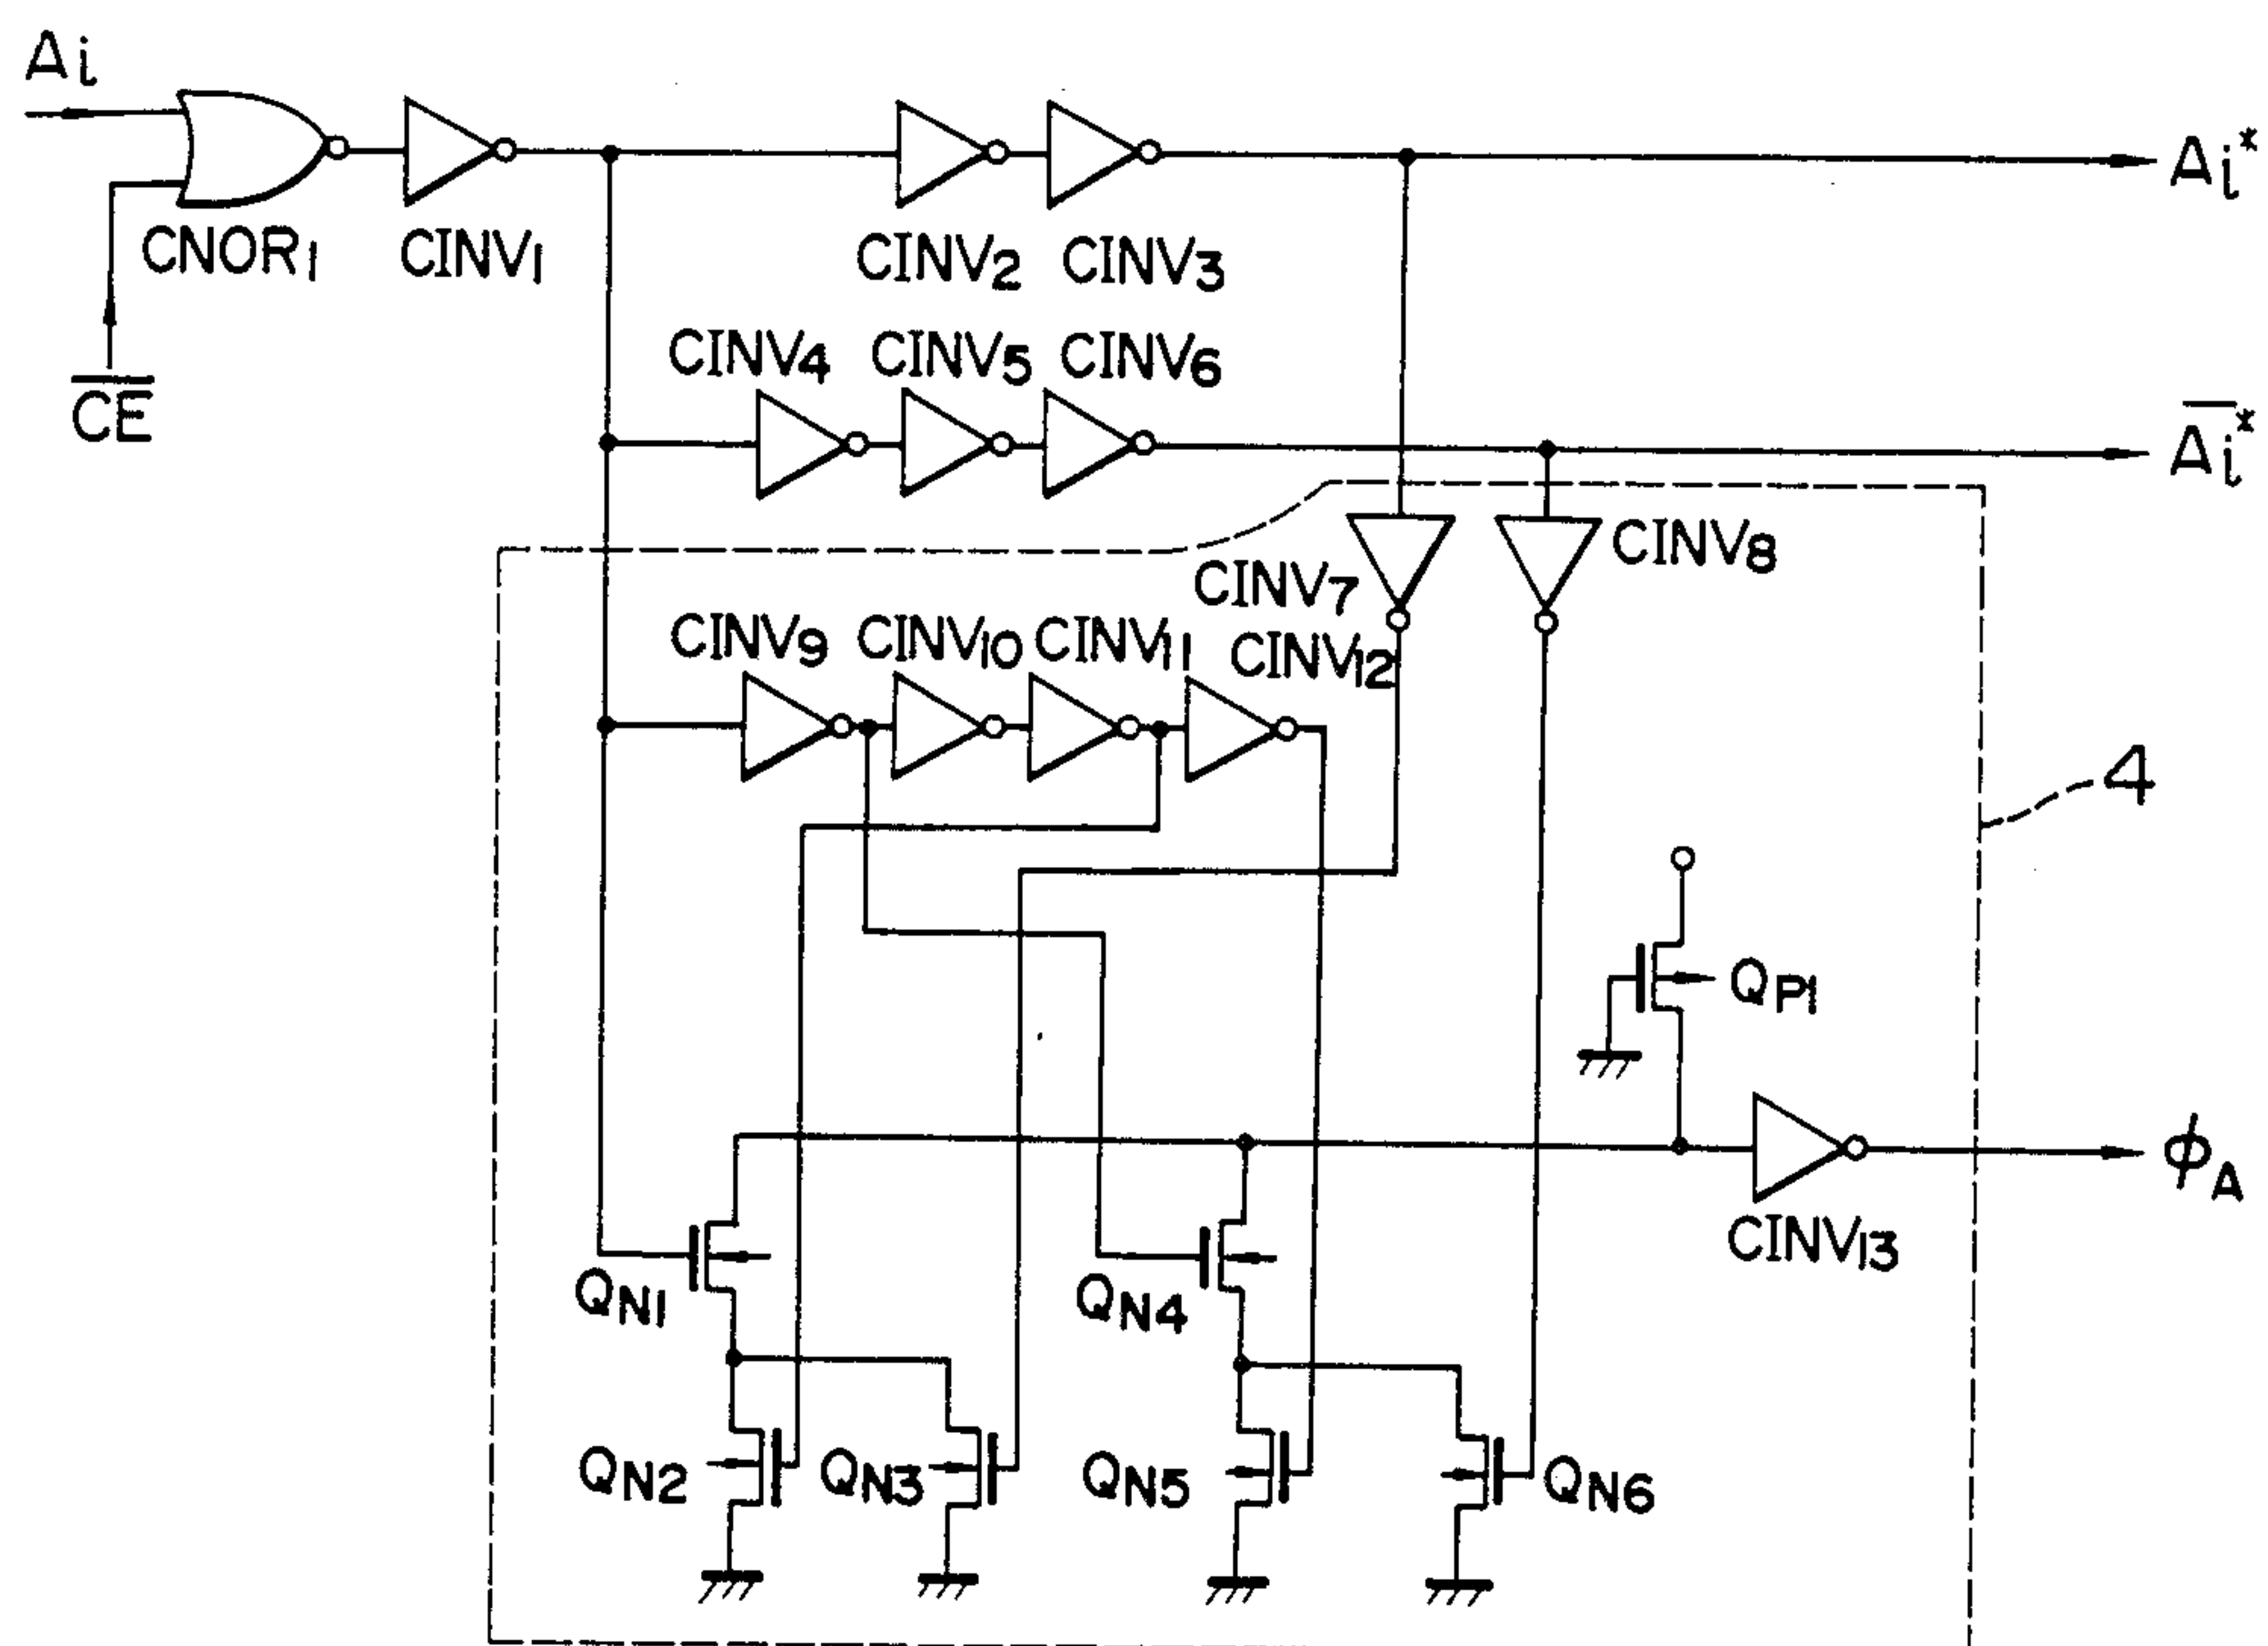 Ai
Ai*
CNOR1
CINV1
CINV2
CINV3
CE
CINV4
CINV5
CINV6
Ai*
CINV7
CINV8
CINV9
CINV10
CINV11
CINV12
4
QP1
ϕA
CINV13
QN1
QN4
QN2
QN3
QN5
QN6